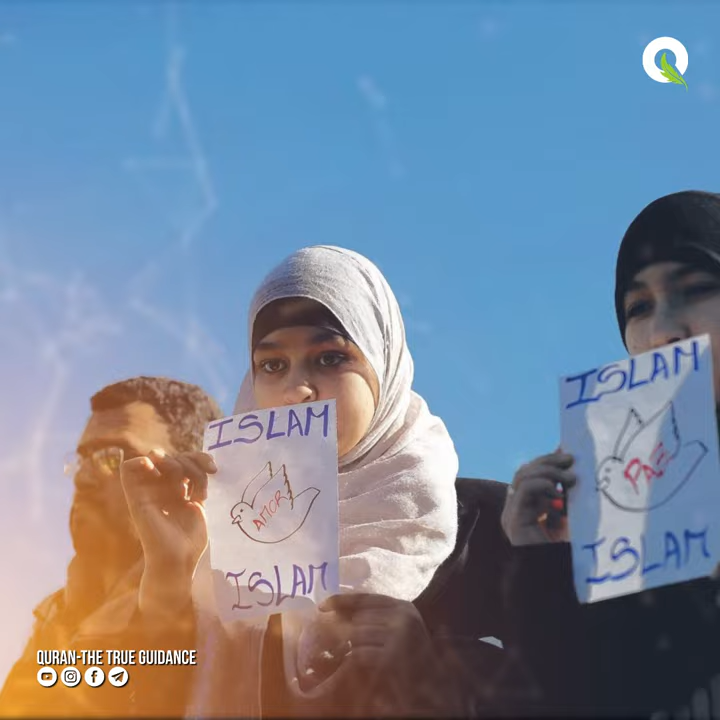 ISLAM
AMOR
ISLAM
ISLAM
PAZ
ISLAM
QURAN-THE TRUE GUIDANCE